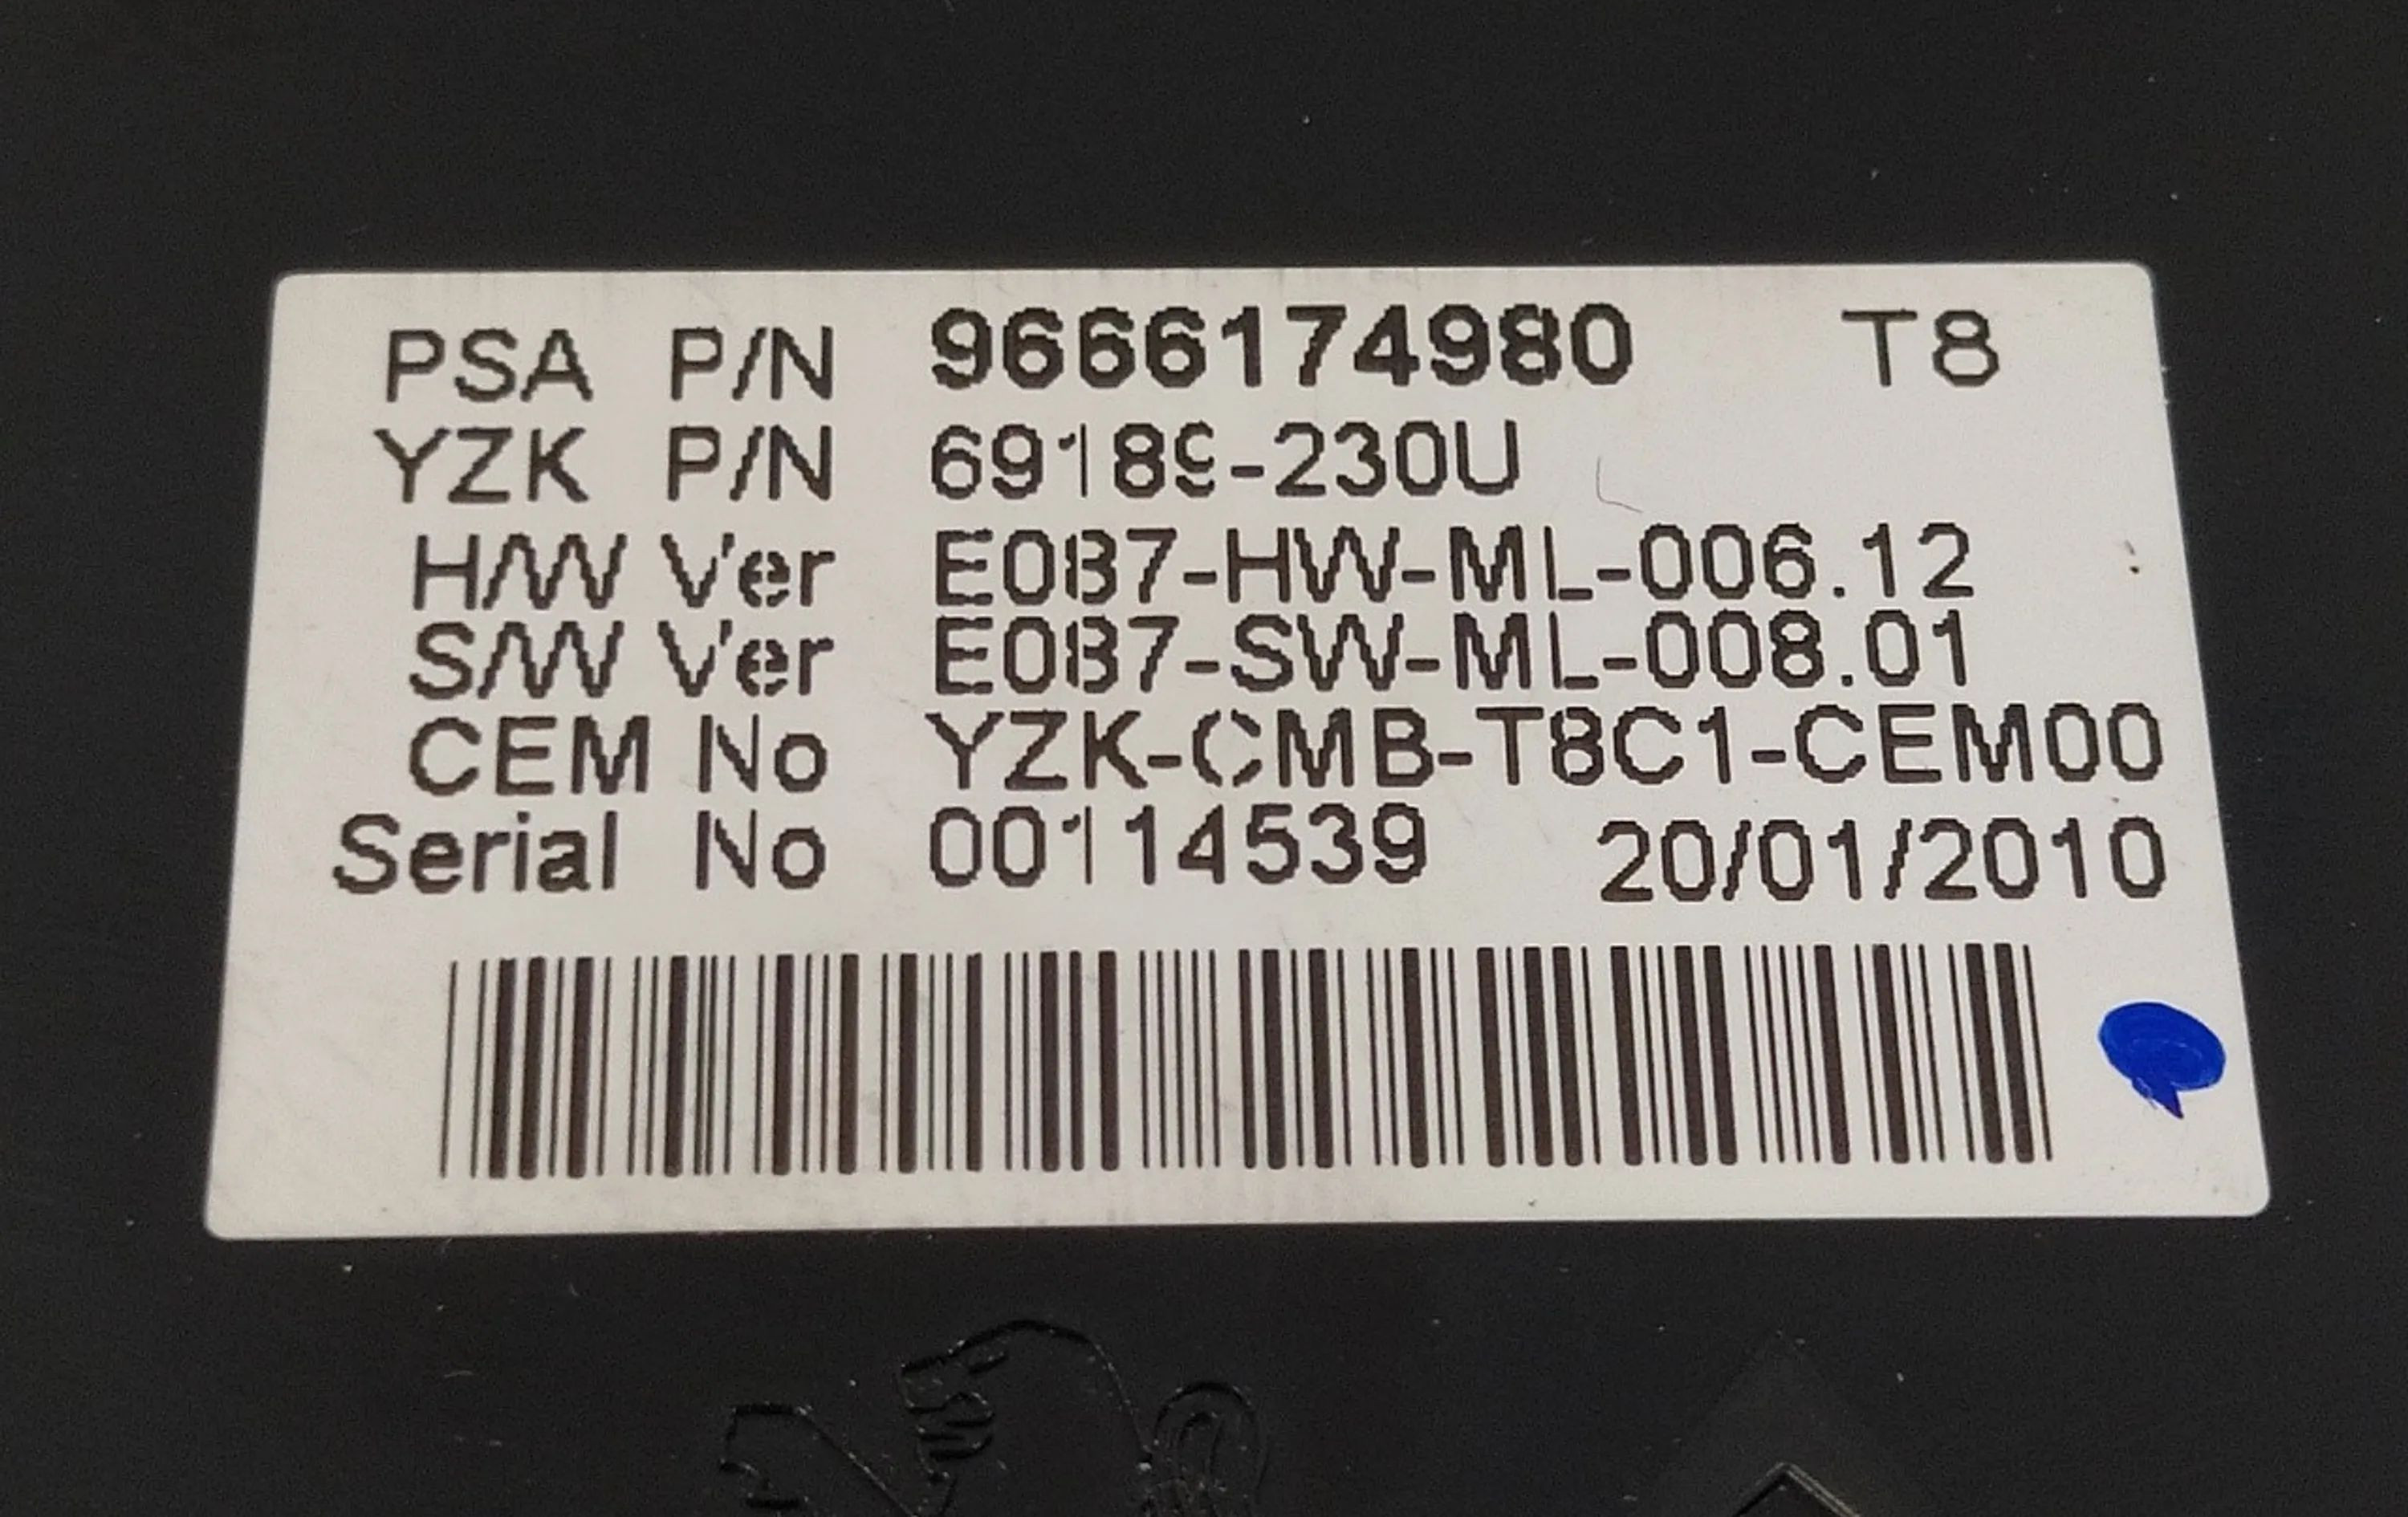 PSA P/N 9666174980 T8
YZK P/N 69189-230U
H/W Ver E087-HW-ML-006.12
S/W Ver E087-SW-ML-008.01
CEM No YZK-CMB-T8C1-CEM00
Serial No 00114539 20/01/2010